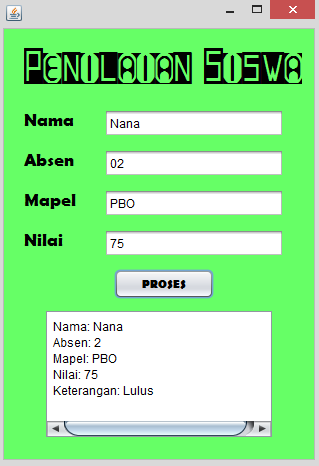 Penilaian Siswa
Nama Nana
Absen 02
Mapel PBO
Nilai 75
PROSES
Nama: Nana
Absen: 2
Mapel: PBO
Nilai: 75
Keterangan: Lulus